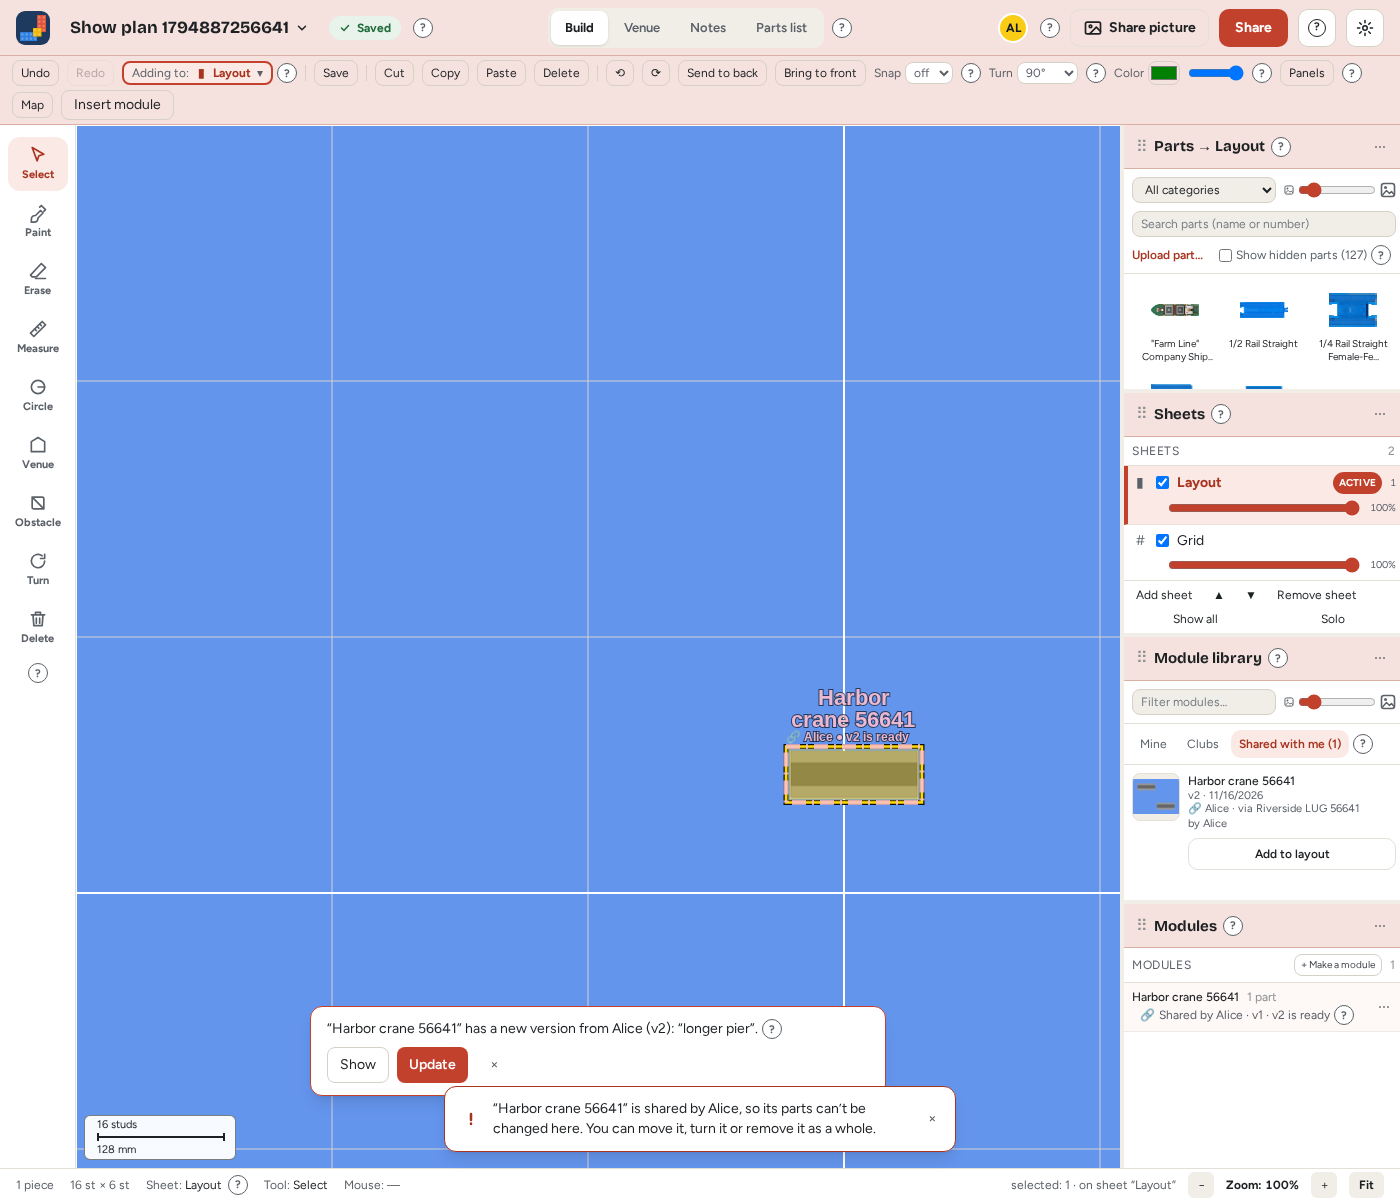 Show plan 1794887256641
Saved
?
Build
Venue
Notes
Parts list
?
AL
?
Share picture
Share
?
Undo
Redo
Adding to: Layout ▾
?
Save
Cut
Copy
Paste
Delete
⟲
⟳
Send to back
Bring to front
Snap off
?
Turn 90°
?
Color
?
Panels
?
Map
Insert module
Select
Paint
Erase
Measure
Circle
Venue
Obstacle
Turn
Delete
?
Harbor
crane 56641
🔗 Alice • v2 is ready
“Harbor crane 56641” has a new version from Alice (v2): “longer pier”. ?
Show
Update
×
! “Harbor crane 56641” is shared by Alice, so its parts can’t be
changed here. You can move it, turn it or remove it as a whole.
×
16 studs
128 mm
Parts → Layout ?
···
All categories
Search parts (name or number)
Upload part...
Show hidden parts (127) ?
"Farm Line"
Company Ship...
1/2 Rail Straight
1/4 Rail Straight
Female-Fe...
Sheets ?
···
SHEETS 2
Layout ACTIVE 1
100%
# Grid
100%
Add sheet ▲ ▼ Remove sheet
Show all Solo
Module library ?
···
Filter modules...
Mine
Clubs
Shared with me (1)
?
Harbor crane 56641
v2 · 11/16/2026
🔗 Alice · via Riverside LUG 56641
by Alice
Add to layout
Modules ?
···
MODULES + Make a module 1
Harbor crane 56641 1 part
🔗 Shared by Alice · v1 · v2 is ready ?
···
1 piece
16 st × 6 st
Sheet: Layout ?
Tool: Select
Mouse: —
selected: 1 · on sheet “Layout”
−
Zoom: 100%
+
Fit